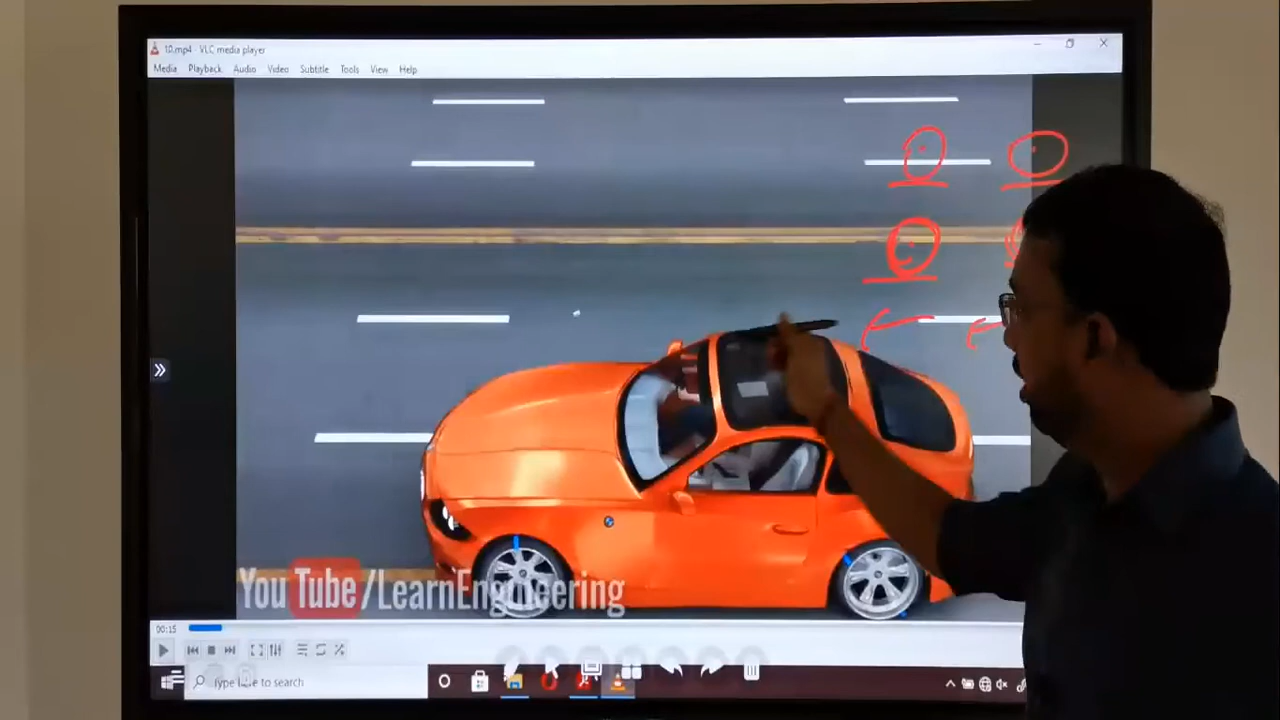 10.mp4 - VLC media player
Media Playback Audio Video Subtitle Tools View Help
You Tube/LearnEngineering
00:15
Type here to search